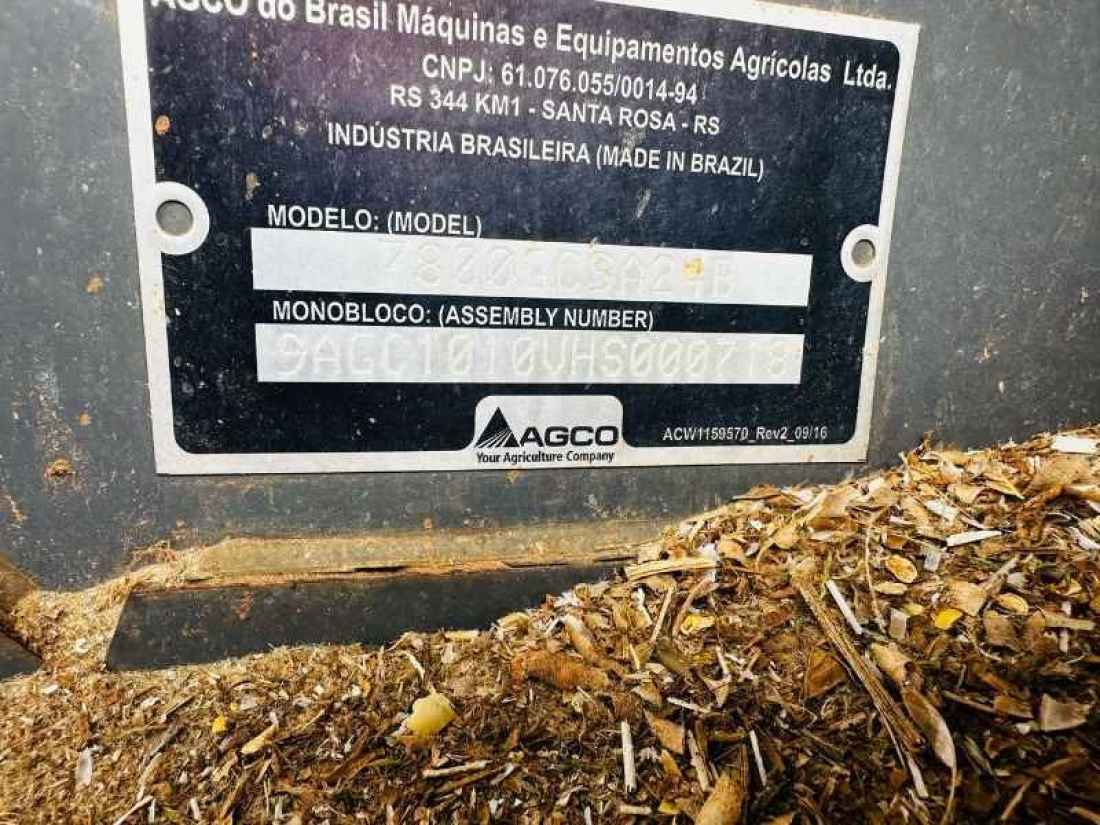 AGCO do Brasil Máquinas e Equipamentos Agrícolas Ltda.
CNPJ: 61.076.055/0014-94
RS 344 KM1 - SANTA ROSA - RS
INDÚSTRIA BRASILEIRA (MADE IN BRAZIL)
MODELO: (MODEL)
MONOBLOCO: (ASSEMBLY NUMBER)
9AGC1010VHS000718
AGCO
Your Agriculture Company
ACW1159570_Rev2_09/16